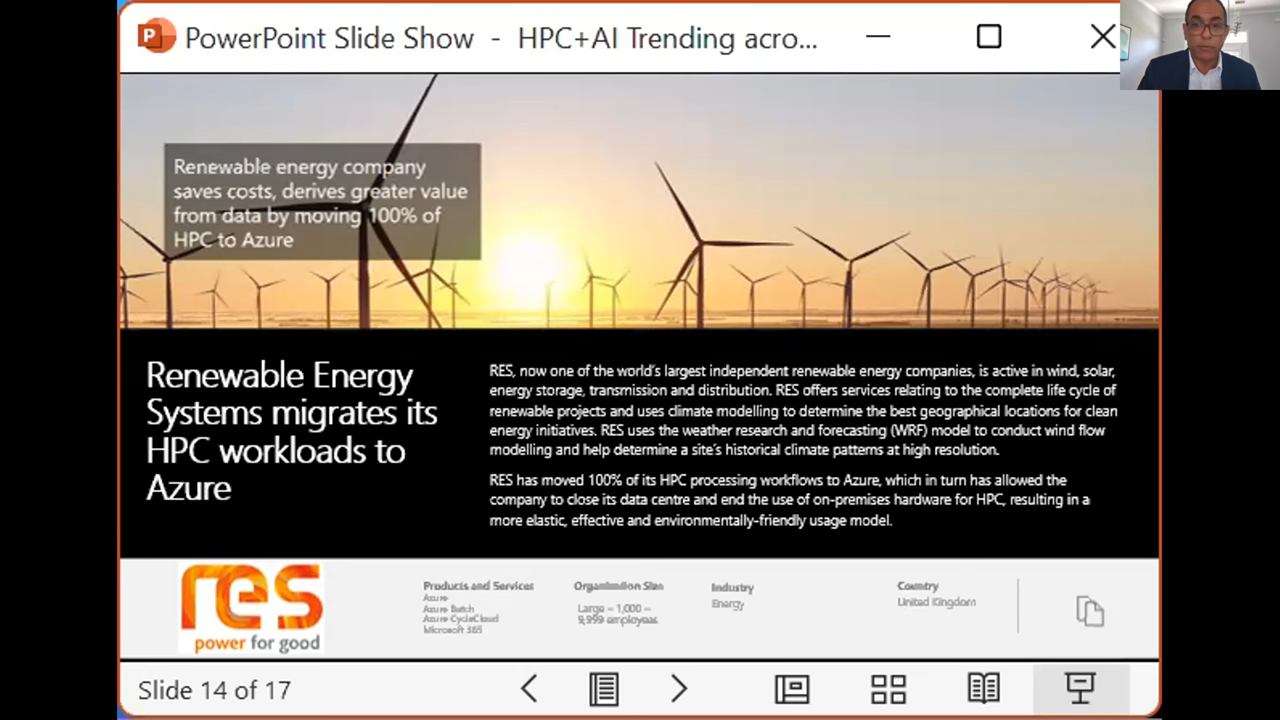 PowerPoint Slide Show - HPC+AI Trending acro...
Renewable energy company
saves costs, derives greater value
from data by moving 100% of
HPC to Azure
Renewable Energy
Systems migrates its
HPC workloads to
Azure
RES, now one of the world's largest independent renewable energy companies, is active in wind, solar,
energy storage, transmission and distribution. RES offers services relating to the complete life cycle of
renewable projects and uses climate modelling to determine the best geographical locations for clean
energy initiatives. RES uses the weather research and forecasting (WRF) model to conduct wind flow
modelling and help determine a site's historical climate patterns at high resolution.
RES has moved 100% of its HPC processing workflows to Azure, which in turn has allowed the
company to close its data centre and end the use of on-premises hardware for HPC, resulting in a
more elastic, effective and environmentally-friendly usage model.
res
power for good
Products and Services
Azure
Azure Batch
Azure CycleCloud
Microsoft 365
Organization Size
Large – 1,000 –
9,999 employees
Industry
Energy
Country
United Kingdom
Slide 14 of 17